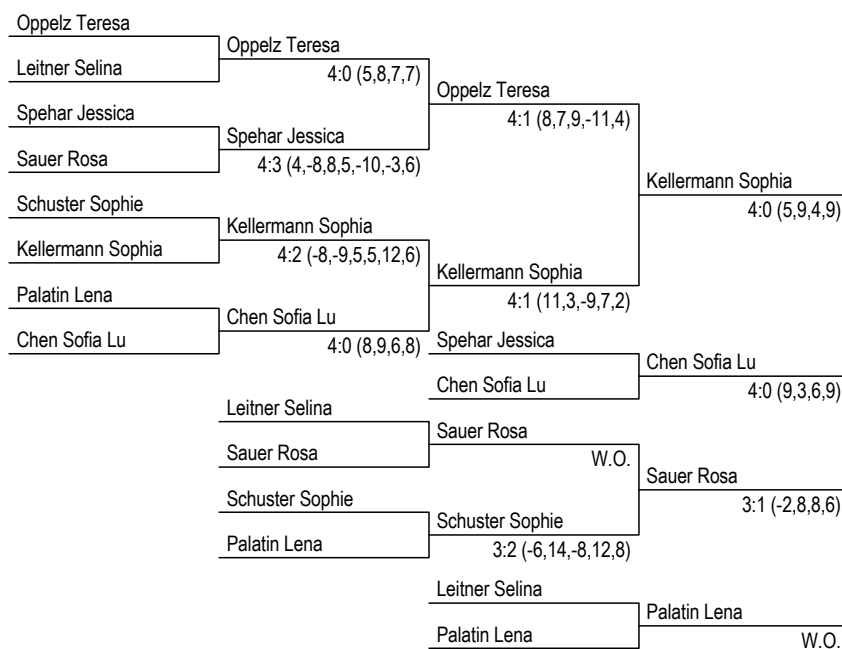 Oppelz Teresa
Leitner Selina
Oppelz Teresa
4:0 (5,8,7,7)
Spehar Jessica
Sauer Rosa
Spehar Jessica
4:3 (4,-8,8,5,-10,-3,6)
Oppelz Teresa
4:1 (8,7,9,-11,4)
Schuster Sophie
Kellermann Sophia
Kellermann Sophia
4:2 (-8,-9,5,5,12,6)
Palatin Lena
Chen Sofia Lu
Chen Sofia Lu
4:0 (8,9,6,8)
Kellermann Sophia
4:1 (11,3,-9,7,2)
Kellermann Sophia
4:0 (5,9,4,9)
Spehar Jessica
Chen Sofia Lu
Chen Sofia Lu
4:0 (9,3,6,9)
Leitner Selina
Sauer Rosa
Sauer Rosa
W.O.
Schuster Sophie
Palatin Lena
Schuster Sophie
3:2 (-6,14,-8,12,8)
Sauer Rosa
3:1 (-2,8,8,6)
Leitner Selina
Palatin Lena
Palatin Lena
W.O.